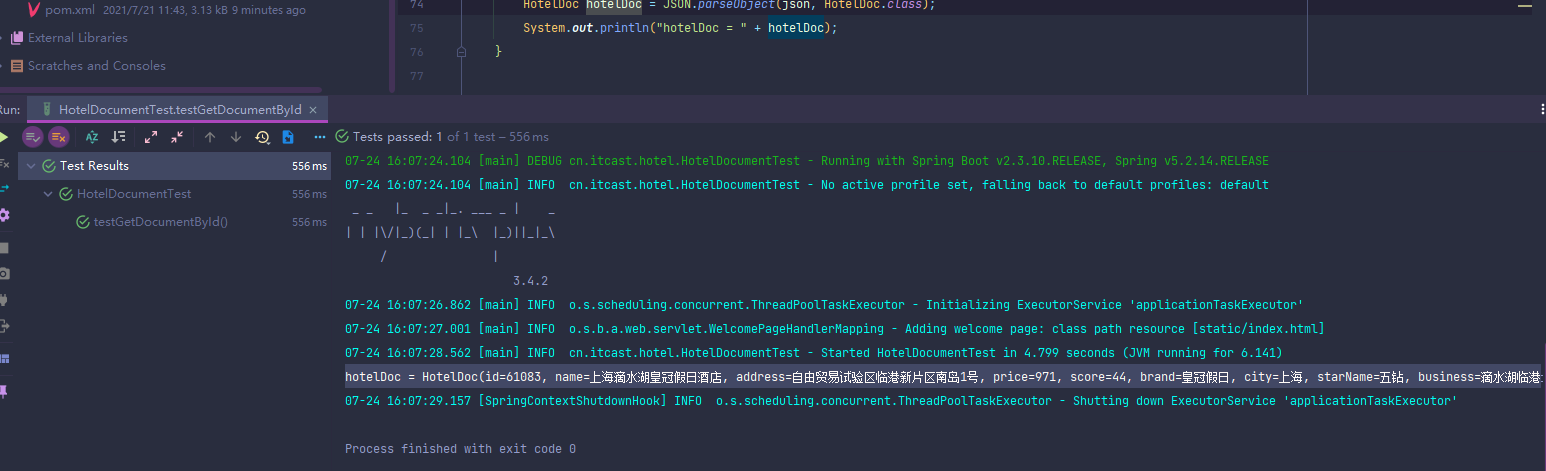 pom.xml 2021/7/21 11:43, 3.13 kB 9 minutes ago
External Libraries
Scratches and Consoles
74 HotelDoc hotelDoc = JSON.parseObject(json, HotelDoc.class);
75 System.out.println("hotelDoc = " + hotelDoc);
76 }
77
Run: HotelDocumentTest.testGetDocumentById ×
Tests passed: 1 of 1 test – 556 ms
Test Results 556 ms
HotelDocumentTest 556 ms
testGetDocumentById() 556 ms
07-24 16:07:24.104 [main] DEBUG cn.itcast.hotel.HotelDocumentTest - Running with Spring Boot v2.3.10.RELEASE, Spring v5.2.14.RELEASE
07-24 16:07:24.104 [main] INFO  cn.itcast.hotel.HotelDocumentTest - No active profile set, falling back to default profiles: default
 _ _   |_  _ _|_. ___ _ |    _
| | |\/|_)(_| | |_\  |_)||_|_\
     /               |
                        3.4.2
07-24 16:07:26.862 [main] INFO  o.s.scheduling.concurrent.ThreadPoolTaskExecutor - Initializing ExecutorService 'applicationTaskExecutor'
07-24 16:07:27.001 [main] INFO  o.s.b.a.web.servlet.WelcomePageHandlerMapping - Adding welcome page: class path resource [static/index.html]
07-24 16:07:28.562 [main] INFO  cn.itcast.hotel.HotelDocumentTest - Started HotelDocumentTest in 4.799 seconds (JVM running for 6.141)
hotelDoc = HotelDoc(id=61083, name=上海滴水湖皇冠假日酒店, address=自由贸易试验区临港新片区南岛1号, price=971, score=44, brand=皇冠假日, city=上海, starName=五钻, business=滴水湖临港
07-24 16:07:29.157 [SpringContextShutdownHook] INFO  o.s.scheduling.concurrent.ThreadPoolTaskExecutor - Shutting down ExecutorService 'applicationTaskExecutor'
Process finished with exit code 0